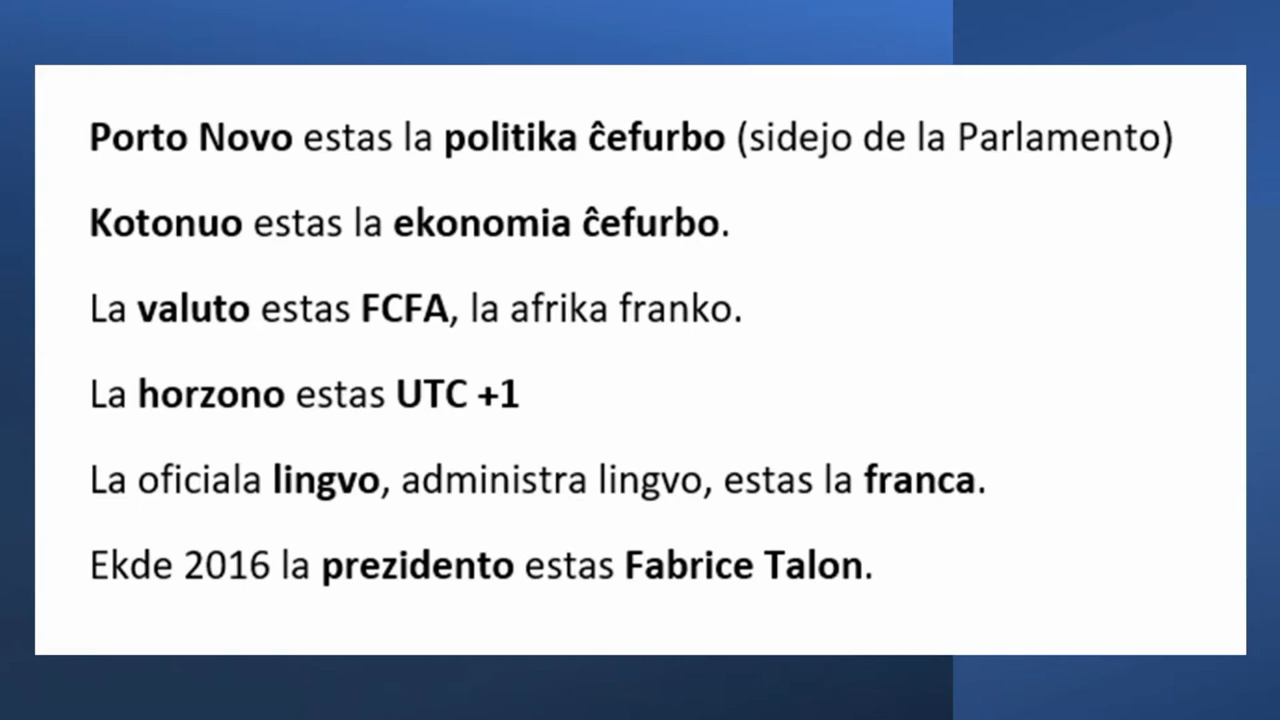 Porto Novo estas la politika ĉefurbo (sidejo de la Parlamento)
Kotonuo estas la ekonomia ĉefurbo.
La valuto estas FCFA, la afrika franko.
La horzono estas UTC +1
La oficiala lingvo, administra lingvo, estas la franca.
Ekde 2016 la prezidento estas Fabrice Talon.